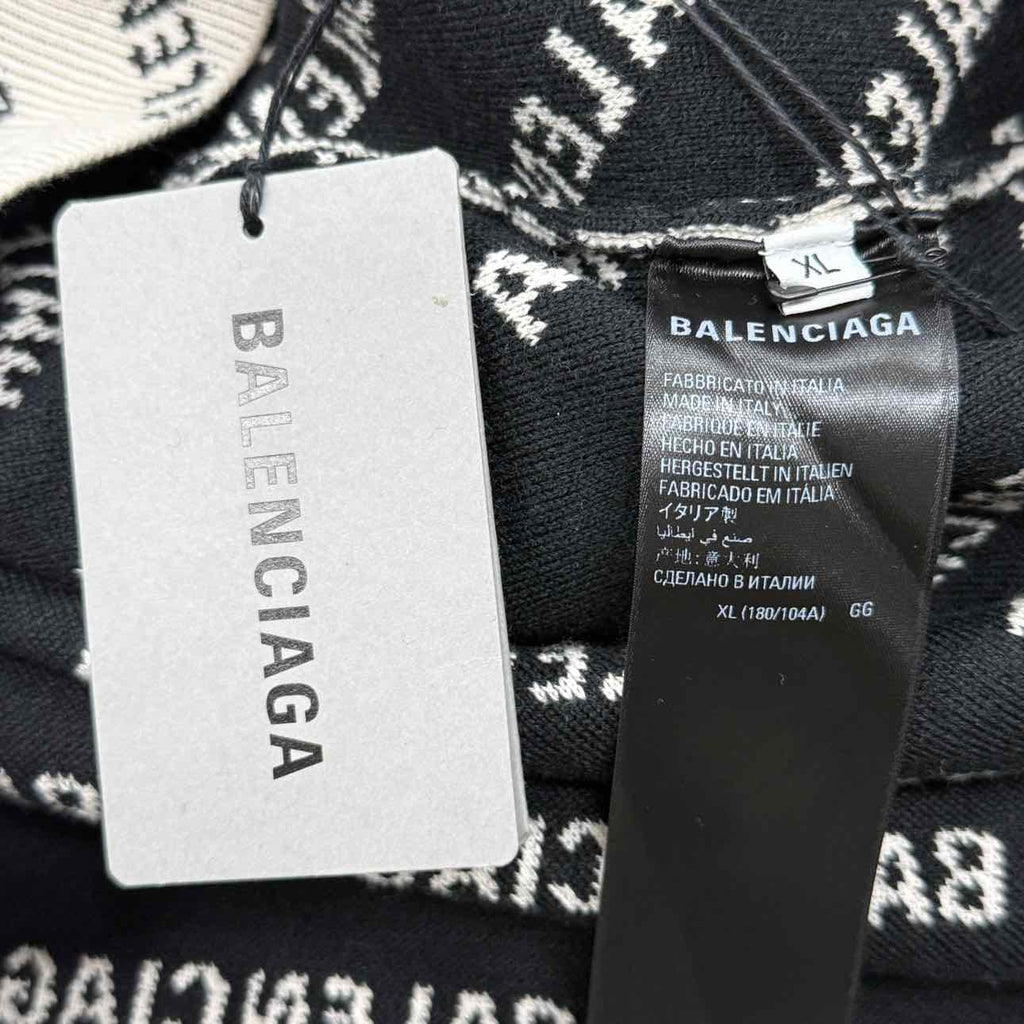 BALENCIAGA
XL
BALENCIAGA
FABBRICATO IN ITALIA
MADE IN ITALY
FABRIQUÉ EN ITALIE
HECHO EN ITALIA
HERGESTELLT IN ITALIEN
FABRICADO EM ITÁLIA
イタリア製
صنع في ايطاليا
产地: 意大利
СДЕЛАНО В ИТАЛИИ
XL (180/104A) GG